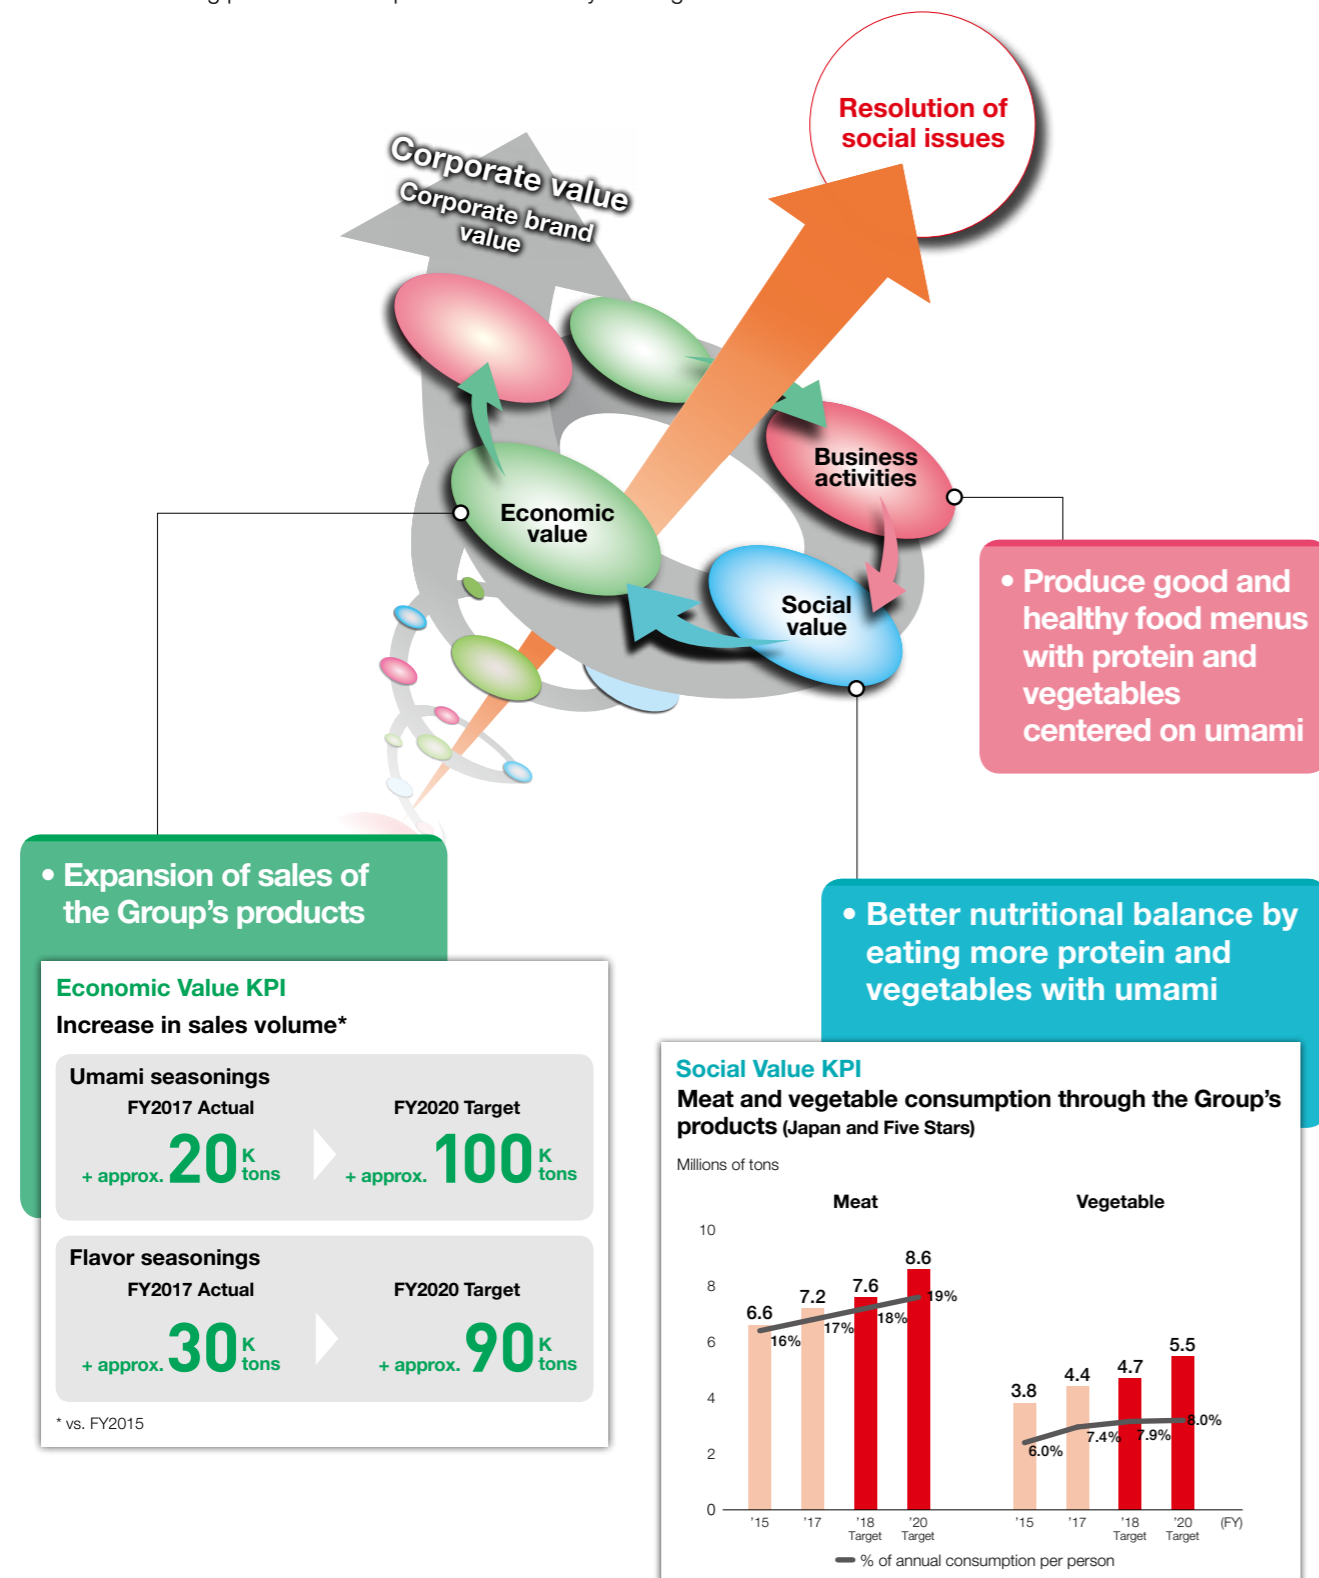 Resolution of
social issues
Corporate value
Corporate brand
value
Business
activities
Economic
value
Social
value
• Produce good and
healthy food menus
with protein and
vegetables
centered on umami
• Expansion of sales of
the Group's products
• Better nutritional balance by
eating more protein and
vegetables with umami
Economic Value KPI
Increase in sales volume*
Umami seasonings
FY2017 Actual FY2020 Target
+ approx. 20 K tons + approx. 100 K tons
Flavor seasonings
FY2017 Actual FY2020 Target
+ approx. 30 K tons + approx. 90 K tons
* vs. FY2015
Social Value KPI
Meat and vegetable consumption through the Group's
products (Japan and Five Stars)
Millions of tons
Meat Vegetable
10
8
6
4
2
0
6.6 7.2 7.6 8.6
16% 17% 18% 19%
3.8 4.4 4.7 5.5
6.0% 7.4% 7.9% 8.0%
'15 '17 '18 '20 '15 '17 '18 '20 (FY)
Target Target Target Target
% of annual consumption per person